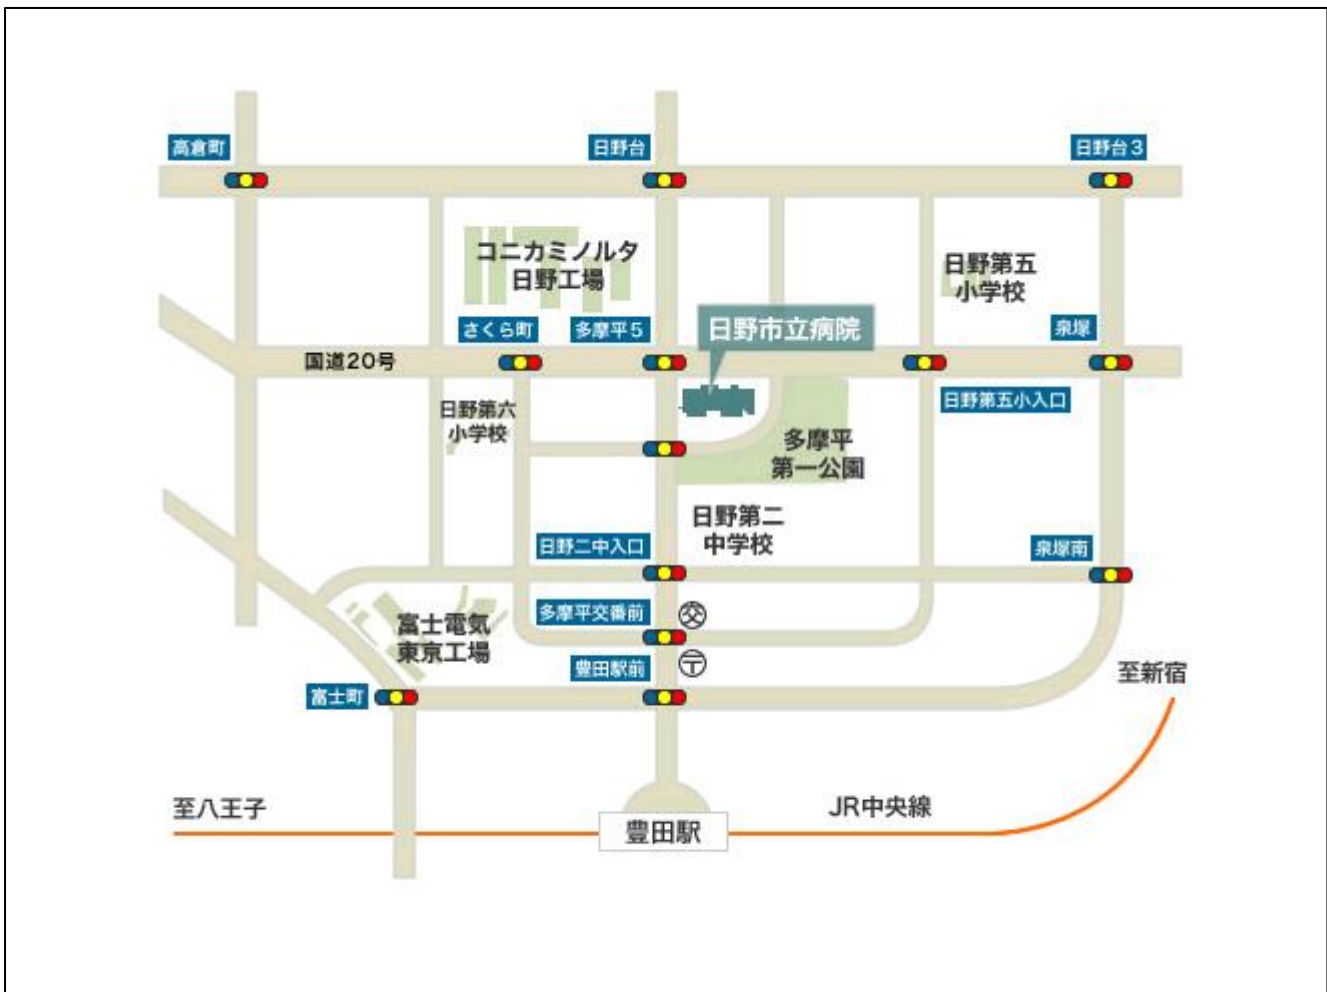 高倉町
日野台
日野台3
コニカミノルタ
日野工場
日野第五
小学校
さくら町
多摩平5
日野市立病院
泉塚
国道20号
日野第六
小学校
日野第五小入口
多摩平
第一公園
日野第二
中学校
日野二中入口
泉塚南
多摩平交番前
交
富士電気
東京工場
豊田駅前
〒
富士町
至新宿
至八王子
JR中央線
豊田駅